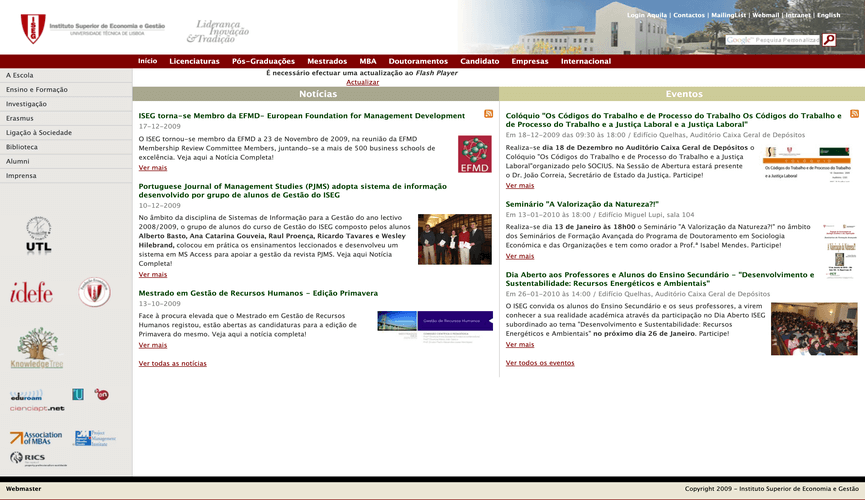 Instituto Superior de Economia e Gestão
UNIVERSIDADE TÉCNICA DE LISBOA
Liderança
Inovação
&Tradição
Login Aquila | Contactos | MailingList | Webmail | Intranet | English
Google Pesquisa Personalizada
Início Licenciaturas Pós-Graduações Mestrados MBA Doutoramentos Candidato Empresas Internacional
A Escola
Ensino e Formação
Investigação
Erasmus
Ligação à Sociedade
Biblioteca
Alumni
Imprensa
UTL
idefe
KnowledgeTree
eduroam
cienciapt.net
Association of MBAs
Project Management Institute
RICS
É necessário efectuar uma actualização ao Flash Player
Actualizar
Notícias
ISEG torna-se Membro da EFMD- European Foundation for Management Development
17-12-2009
O ISEG tornou-se membro da EFMD a 23 de Novembro de 2009, na reunião da EFMD
Membership Review Committee Members, juntando-se a mais de 500 business schools de
excelência. Veja aqui a Notícia Completa!
Ver mais
EFMD
Portuguese Journal of Management Studies (PJMS) adopta sistema de informação
desenvolvido por grupo de alunos de Gestão do ISEG
10-12-2009
No âmbito da disciplina de Sistemas de Informação para a Gestão do ano lectivo
2008/2009, o grupo de alunos do curso de Gestão do ISEG composto pelos alunos
Alberto Basto, Ana Catarina Gouveia, Raul Proença, Ricardo Tavares e Wesley
Hilebrand, colocou em prática os ensinamentos leccionados e desenvolveu um
sistema em MS Access para apoiar a gestão da revista PJMS. Veja aqui Notícia
Completa!
Ver mais
Mestrado em Gestão de Recursos Humanos - Edição Primavera
13-10-2009
Face à procura elevada que o Mestrado em Gestão de Recursos
Humanos registou, estão abertas as candidaturas para a edição de
Primavera do mesmo. Veja aqui a notícia completa!
Ver mais
Gestão de Recursos Humanos
Ver todas as notícias
Eventos
Colóquio "Os Códigos do Trabalho e de Processo do Trabalho Os Códigos do Trabalho e
de Processo do Trabalho e a Justiça Laboral e a Justiça Laboral"
Em 18-12-2009 das 09:30 às 18:00 / Edifício Quelhas, Auditório Caixa Geral de Depósitos
Realiza-se dia 18 de Dezembro no Auditório Caixa Geral de Depósitos o
Colóquio "Os Códigos do Trabalho e de Processo do Trabalho e a Justiça
Laboral"organizado pelo SOCIUS. Na Sessão de Abertura estará presente
o Dr. João Correia, Secretário de Estado da Justiça. Participe!
Ver mais
Os Códigos do Trabalho e de Processo do Trabalho
e a Justiça Laboral
Seminário "A Valorização da Natureza?!"
Em 13-01-2010 às 18:00 / Edifício Miguel Lupi, sala 104
Realiza-se dia 13 de Janeiro às 18h00 o Seminário "A Valorização da Natureza?!" no âmbito
dos Seminários de Formação Avançada do Programa de Doutoramento em Sociologia
Económica e das Organizações e tem como orador a Prof.ª Isabel Mendes. Participe!
Ver mais
Dia Aberto aos Professores e Alunos do Ensino Secundário - "Desenvolvimento e
Sustentabilidade: Recursos Energéticos e Ambientais"
Em 26-01-2010 às 14:00 / Edifício Quelhas, Auditório Caixa Geral de Depósitos
O ISEG convida os alunos do Ensino Secundário e os seus professores, a virem
conhecer a sua realidade académica através da participação no Dia Aberto ISEG
subordinado ao tema "Desenvolvimento e Sustentabilidade: Recursos
Energéticos e Ambientais" no próximo dia 26 de Janeiro. Participe!
Ver mais
Ver todos os eventos
Webmaster
Copyright 2009 - Instituto Superior de Economia e Gestão